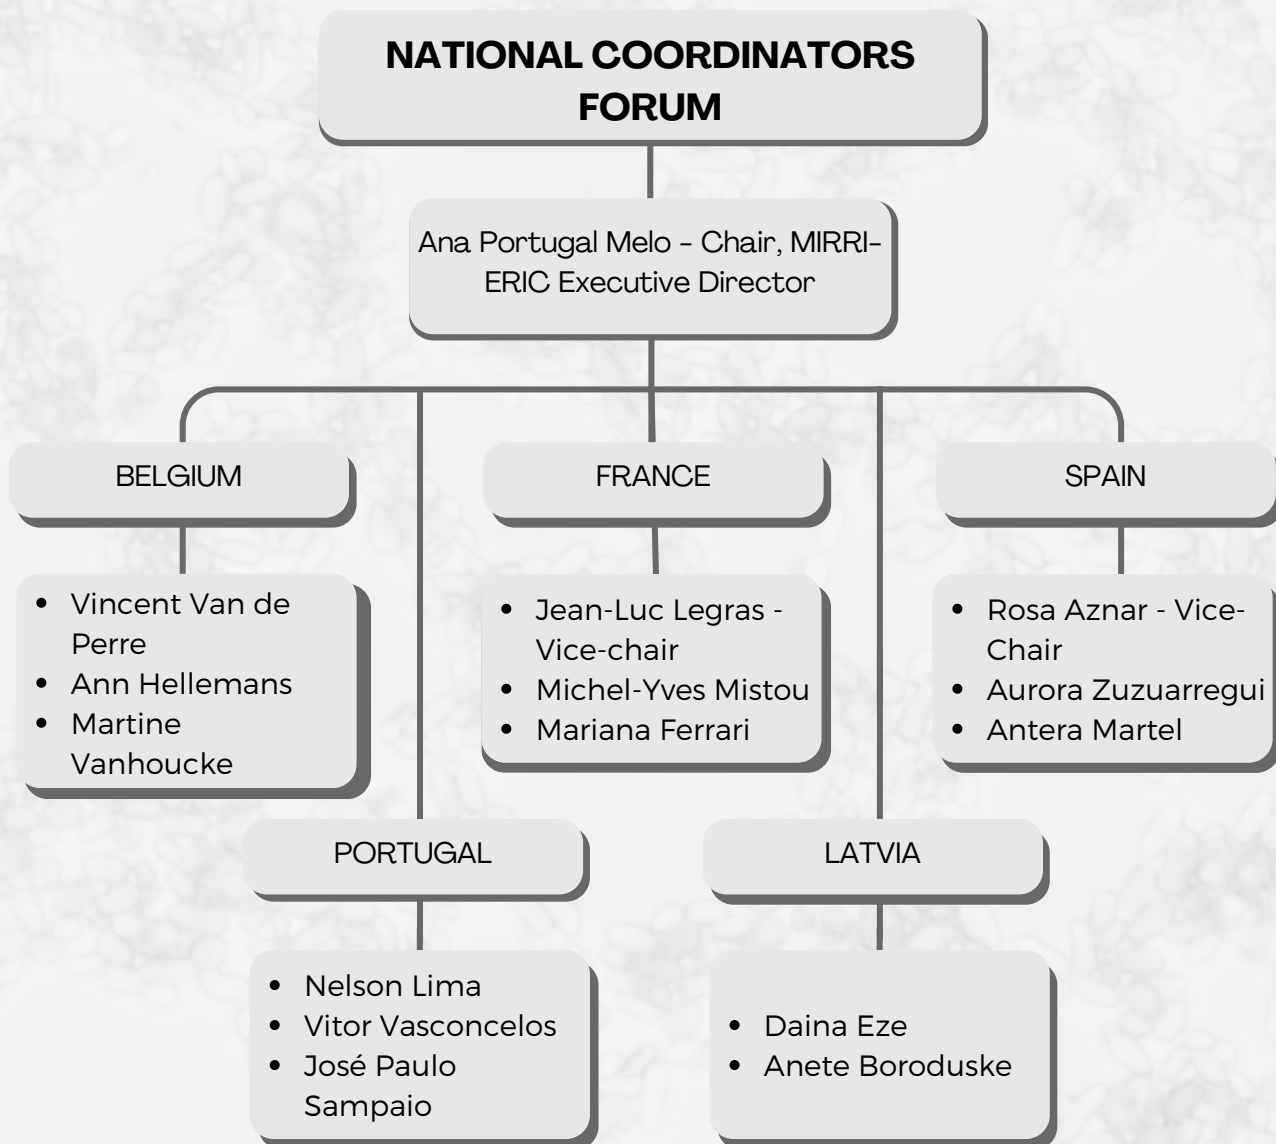 NATIONAL COORDINATORS
FORUM
Ana Portugal Melo - Chair, MIRRI-
ERIC Executive Director
BELGIUM
FRANCE
SPAIN
• Vincent Van de
Perre
• Ann Hellemans
• Martine
Vanhoucke
• Jean-Luc Legras -
Vice-chair
• Michel-Yves Mistou
• Mariana Ferrari
• Rosa Aznar - Vice-
Chair
• Aurora Zuzuarregui
• Antera Martel
PORTUGAL
LATVIA
• Nelson Lima
• Vitor Vasconcelos
• José Paulo
Sampaio
• Daina Eze
• Anete Boroduske